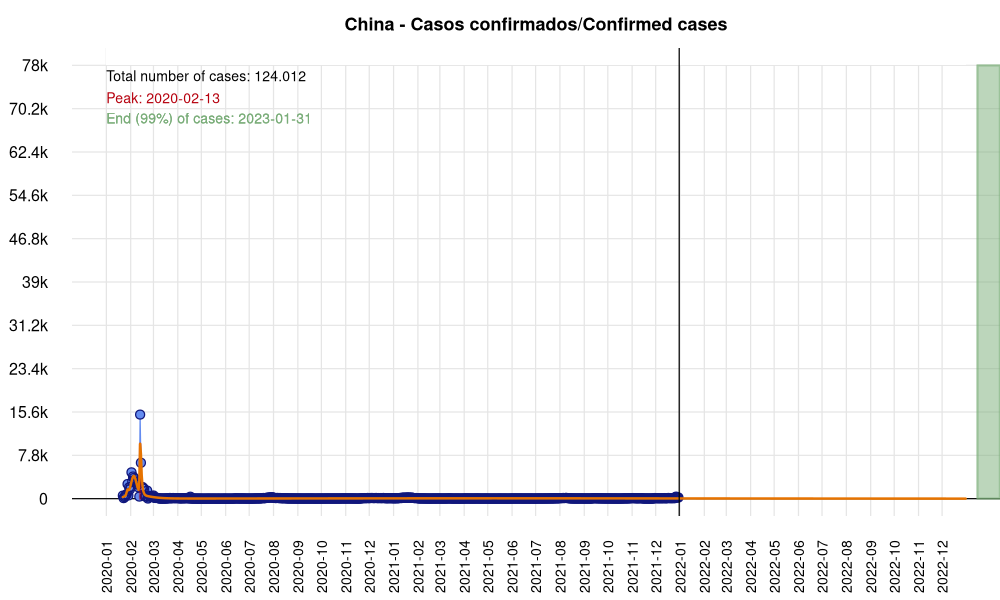 China - Casos confirmados/Confirmed cases
78k
Total number of cases: 124.012
Peak: 2020-02-13
70.2k
End (99%) of cases: 2023-01-31
62.4k
54.6k
46.8k
39k
31.2k
23.4k
15.6k
7.8k
0
2020-01
2020-02
2020-03
2020-04
2020-05
2020-06
2020-07
2020-08
2020-09
2020-10
2020-11
2020-12
2021-01
2021-02
2021-03
2021-04
2021-05
2021-06
2021-07
2021-08
2021-09
2021-10
2021-11
2021-12
2022-01
2022-02
2022-03
2022-04
2022-05
2022-06
2022-07
2022-08
2022-09
2022-10
2022-11
2022-12